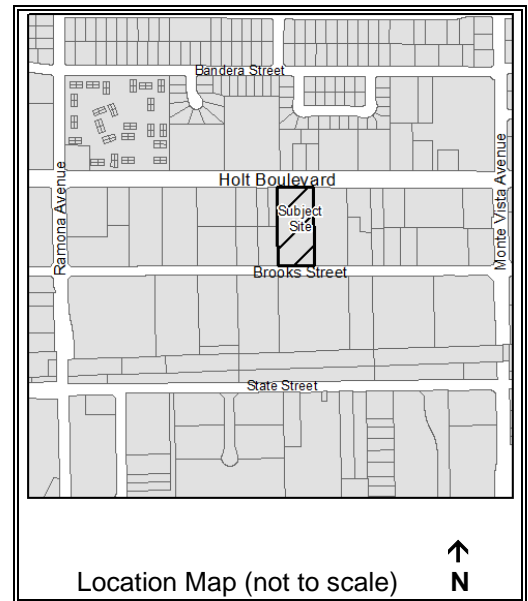 Bandera Street
Holt Boulevard
Ramona Avenue
Subject
Site
Monte Vista Avenue
Brooks Street
State Street
Location Map (not to scale)
N